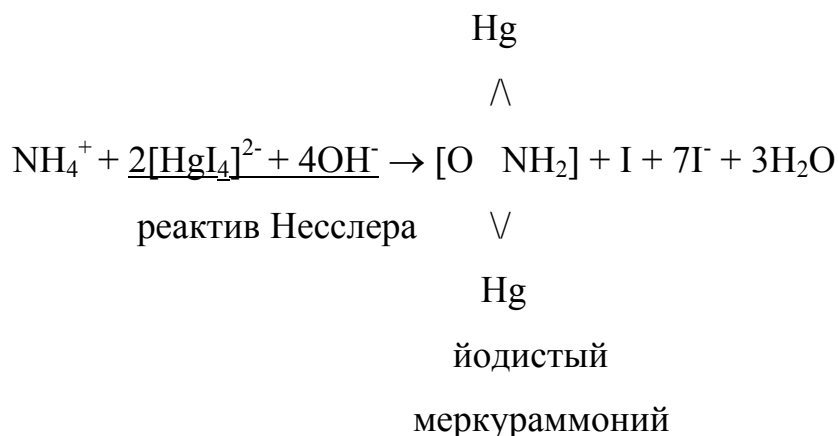 Hg
/\
NH₄⁺ + 2[HgI₄]²⁻ + 4OH⁻ → [O NH₂] + I + 7I⁻ + 3H₂O
реактив Несслера \/
Hg
йодистый
меркураммоний